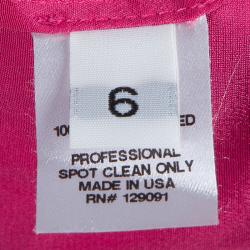 6
PROFESSIONAL
SPOT CLEAN ONLY
MADE IN USA
RN# 129091